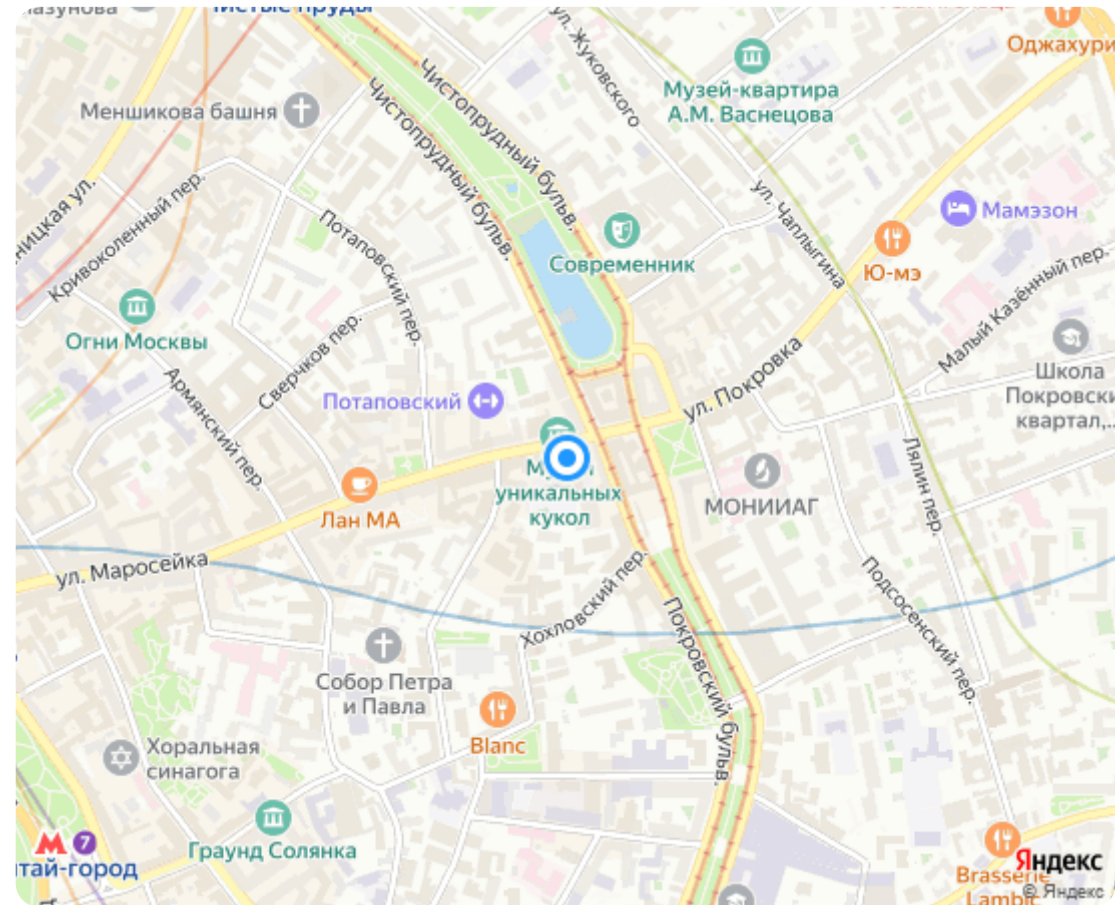 Чистые пруды
Оджахури
ул. Жуковского
Музей-квартира
А.М. Васнецова
Чистопрудный бульв.
Чистопрудный бульв.
Меншикова башня
ул. Чаплыгина
Мамэзон
Кривоколенный пер.
Потаповский пер.
Современник
Ю-мэ
Малый Казённый пер.
Огни Москвы
Сверчков пер.
Армянский пер.
ул. Покровка
Школа
Потаповский
уникальных
кукол
МОНИИАГ
Лялин пер.
Лан МА
ул. Маросейка
Хохловский пер.
Подсосенский пер.
Покровский бульв.
Собор Петра
и Павла
Blanc
Хоральная
синагога
Граунд Солянка
7
тай-город
Brasserie
Lambic
Яндекс
© Яндекс